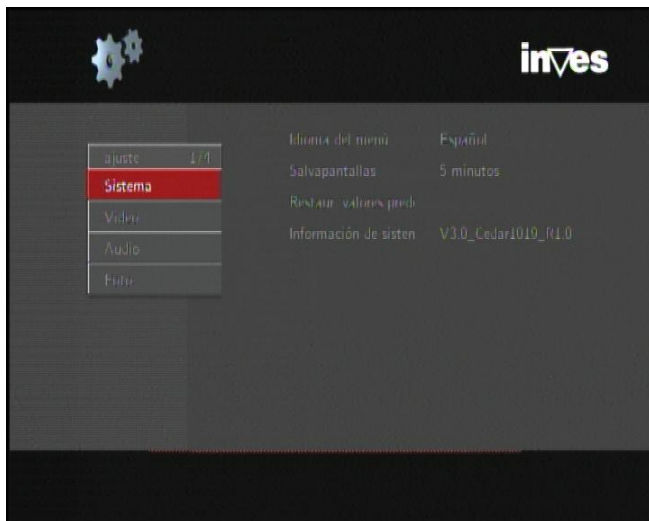 inves
ajuste 1/4
Sistema
Video
Audio
Foto
Idioma del menú Español
Salvapantallas 5 minutos
Restaur. valores pred
Información de sisten V3.0_Cedar1019_R1.0